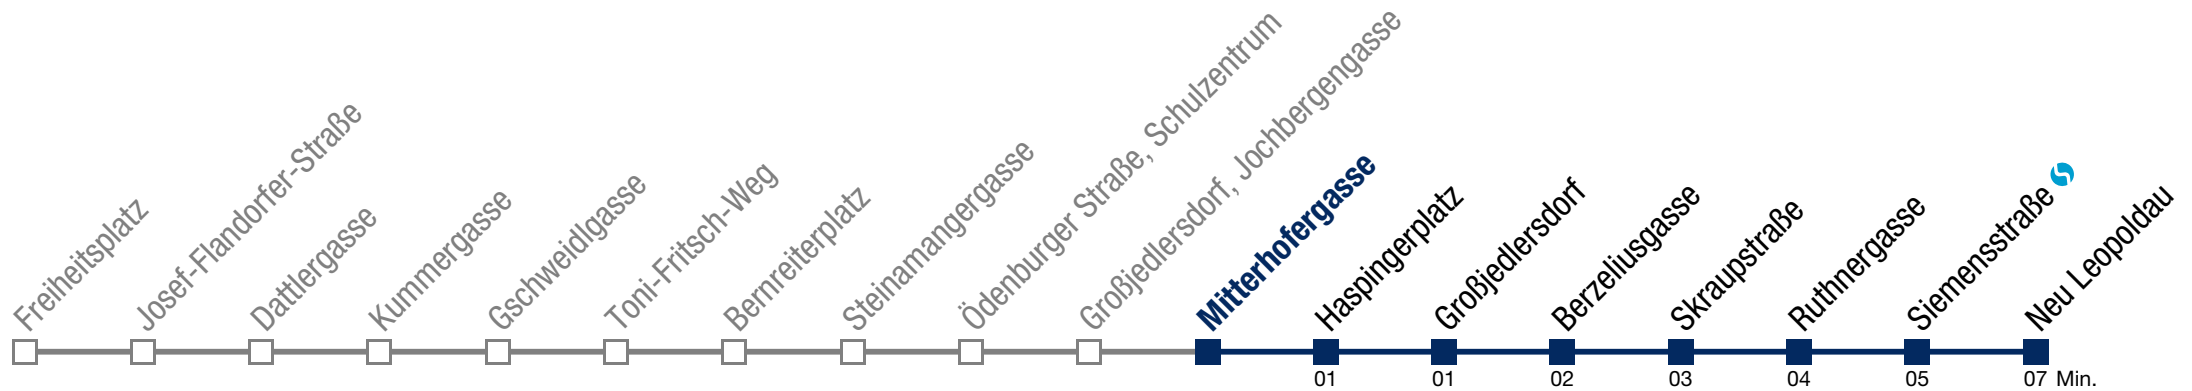 Freiheitsplatz
Josef-Flandorfer-Straße
Dattlergasse
Kummergasse
Gschweidlgasse
Toni-Fritsch-Weg
Bernreiterplatz
Steinamangergasse
Ödenburger Straße, Schulzentrum
Großjedlersdorf, Jochbergengasse
Mitterhofergasse
Haspingerplatz
Großjedlersdorf
Berzeliusgasse
Skraupstraße
Ruthnergasse
Siemensstraße
Neu Leopoldau
01 01 02 03 04 05 07 Min.